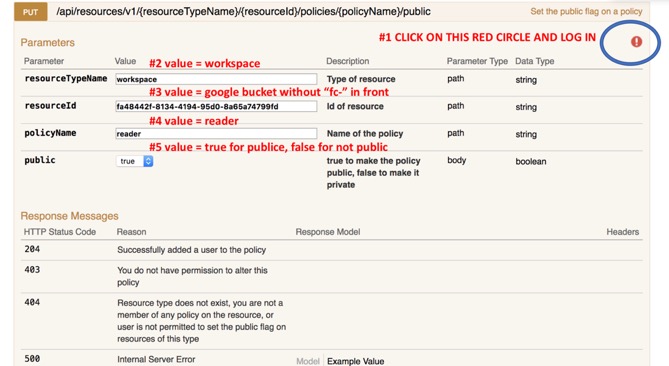 PUT /api/resources/v1/{resourceTypeName}/{resourceId}/policies/{policyName}/public Set the public flag on a policy
#1 CLICK ON THIS RED CIRCLE AND LOG IN
Parameters
Parameter Value Description Parameter Type Data Type
#2 value = workspace
resourceTypeName workspace Type of resource path string
#3 value = google bucket without “fc-” in front
resourceId fa48442f-8134-4194-95d0-8a65a74799fd Id of resource path string
#4 value = reader
policyName reader Name of the policy path string
#5 value = true for publice, false for not public
public true true to make the policy body boolean
public, false to make it
private
Response Messages
HTTP Status Code Reason Response Model Headers
204 Successfully added a user to the policy
403 You do not have permission to alter this
policy
404 Resource type does not exist, you are not a
member of any policy on the resource, or
user is not permitted to set the public flag on
resources of this type
500 Internal Server Error Model Example Value